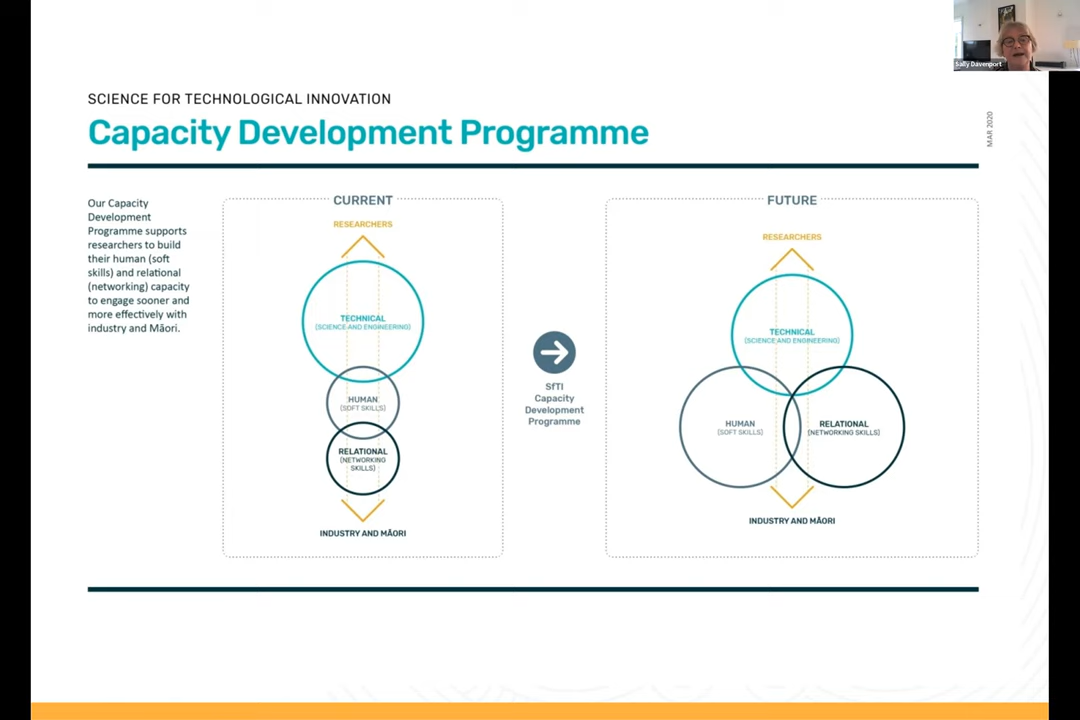 Sally Davenport
SCIENCE FOR TECHNOLOGICAL INNOVATION
Capacity Development Programme
MAR 2020
Our Capacity
Development
Programme supports
researchers to build
their human (soft
skills) and relational
(networking) capacity
to engage sooner and
more effectively with
industry and Māori.
CURRENT
RESEARCHERS
TECHNICAL
(SCIENCE AND ENGINEERING)
HUMAN
(SOFT SKILLS)
RELATIONAL
(NETWORKING
SKILLS)
INDUSTRY AND MĀORI
SfTI
Capacity
Development
Programme
FUTURE
RESEARCHERS
TECHNICAL
(SCIENCE AND ENGINEERING)
HUMAN
(SOFT SKILLS)
RELATIONAL
(NETWORKING SKILLS)
INDUSTRY AND MĀORI